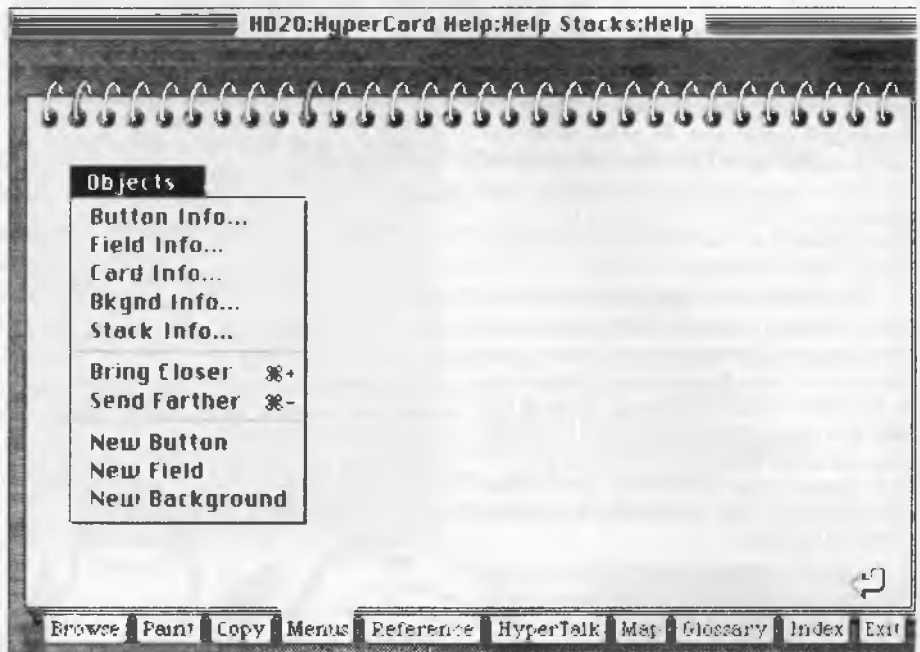 HD20:HyperCard Help:Help Stacks:Help
Objects
Button Info...
Field Info...
Card Info...
Bkgnd Info...
Stack Info...
Bring Closer ⌘+
Send Farther ⌘-
New Button
New Field
New Background
Browse Paint Copy Menus Reference HyperTalk Map Glossary Index Exit